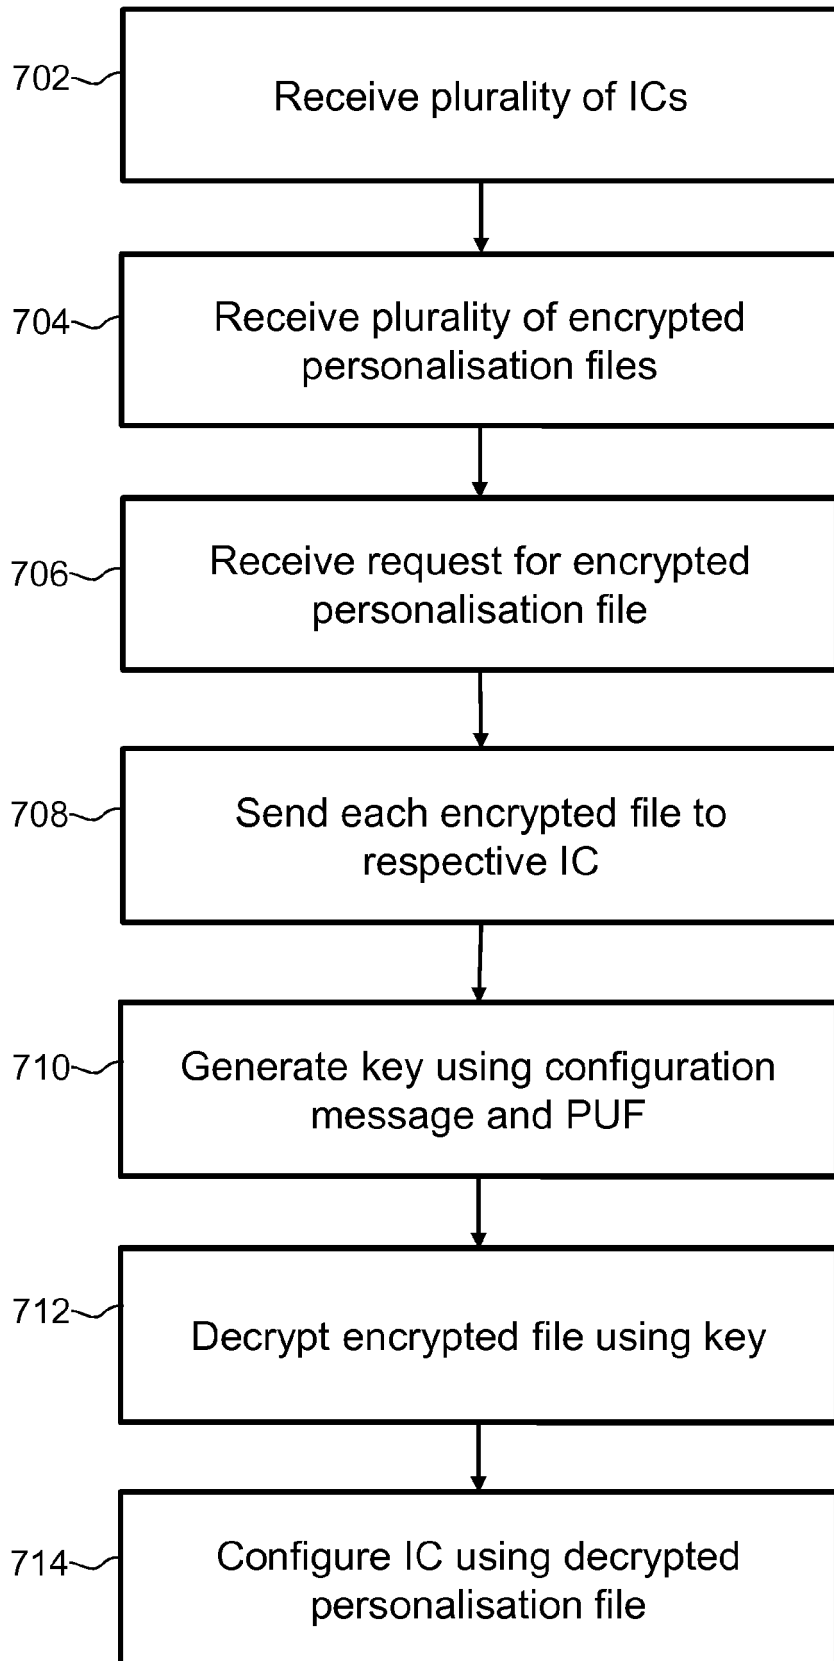 702
Receive plurality of ICs
704
Receive plurality of encrypted
personalisation files
706
Receive request for encrypted
personalisation file
708
Send each encrypted file to
respective IC
710
Generate key using configuration
message and PUF
712
Decrypt encrypted file using key
714
Configure IC using decrypted
personalisation file